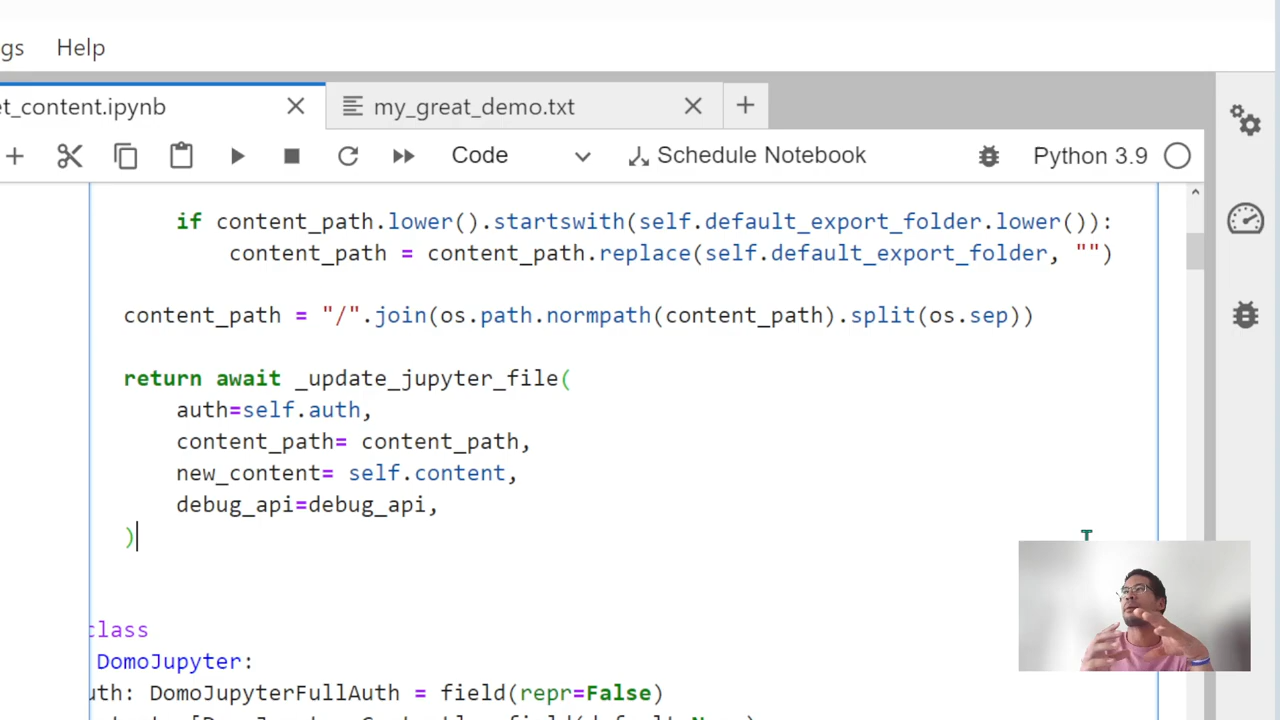 gs Help
et_content.ipynb my_great_demo.txt
Code Schedule Notebook Python 3.9
if content_path.lower().startswith(self.default_export_folder.lower()):
content_path = content_path.replace(self.default_export_folder, "")
content_path = "/".join(os.path.normpath(content_path).split(os.sep))
return await _update_jupyter_file(
auth=self.auth,
content_path= content_path,
new_content= self.content,
debug_api=debug_api,
)
class
DomoJupyter:
uth: DomoJupyterFullAuth = field(repr=False)